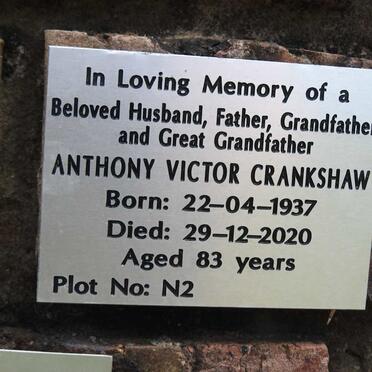 In Loving Memory of a
Beloved Husband, Father, Grandfather
and Great Grandfather
ANTHONY VICTOR CRANKSHAW
Born: 22–04–1937
Died: 29–12–2020
Aged 83 years
Plot No: N2